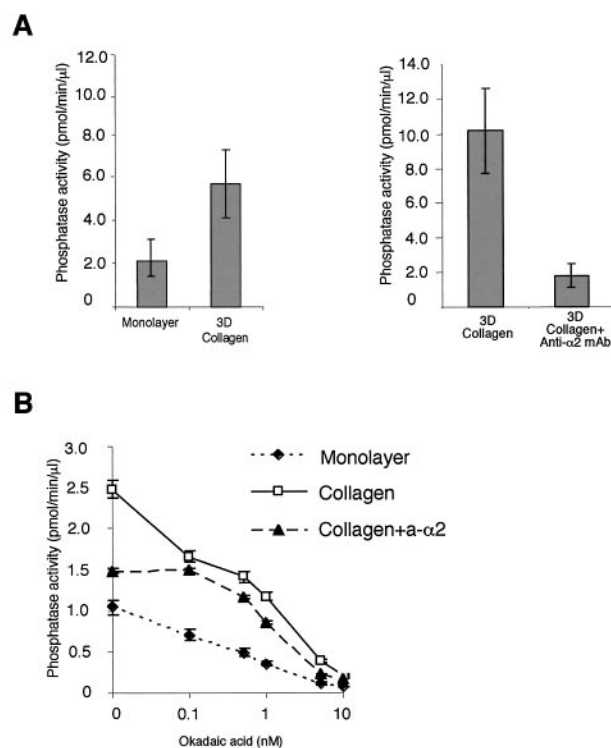 A
Phosphatase activity (pmol/min/µl)
12.0
10.0
8.0
6.0
4.0
2.0
0
Monolayer
3D
Collagen
Phosphatase activity (pmol/min/µl)
14.0
12.0
10.0
8.0
6.0
4.0
2.0
0
3D
Collagen
3D
Collagen+
Anti-α2 mAb
B
Phosphatase activity (pmol/min/µl)
3.0
2.5
2.0
1.5
1.0
0.5
0
Monolayer
Collagen
Collagen+a-α2
0
0.1
1
10
Okadaic acid (nM)